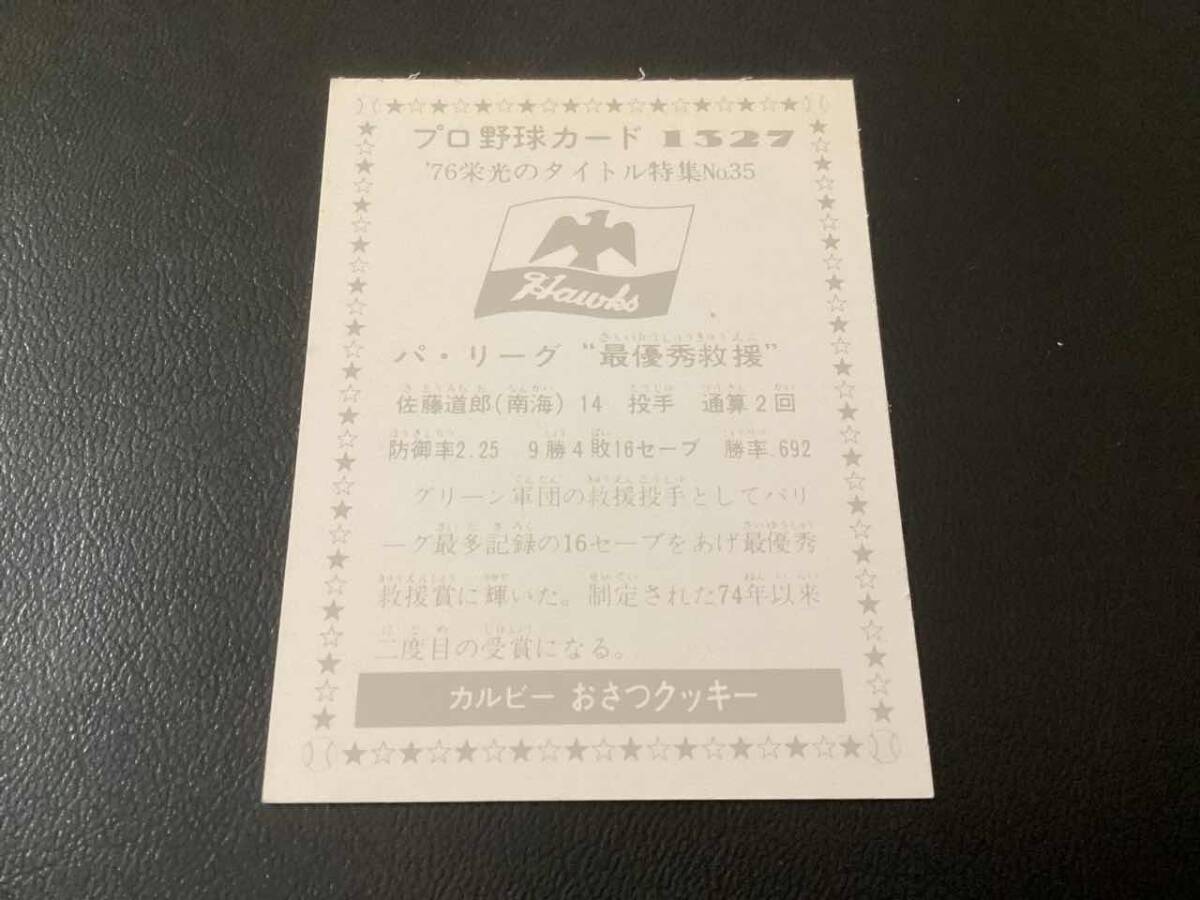 プロ野球カード 1327
'76栄光のタイトル特集No.35
Hawks
パ・リーグ “最優秀救援”
佐藤道郎(南海) 14 投手 通算2回
防御率2.25 9勝4敗16セーブ 勝率.692
グリーン軍団の救援投手としてパリ
ーグ最多記録の16セーブをあげ最優秀
救援賞に輝いた。制定された74年以来
二度目の受賞になる。
カルビー おさつクッキー